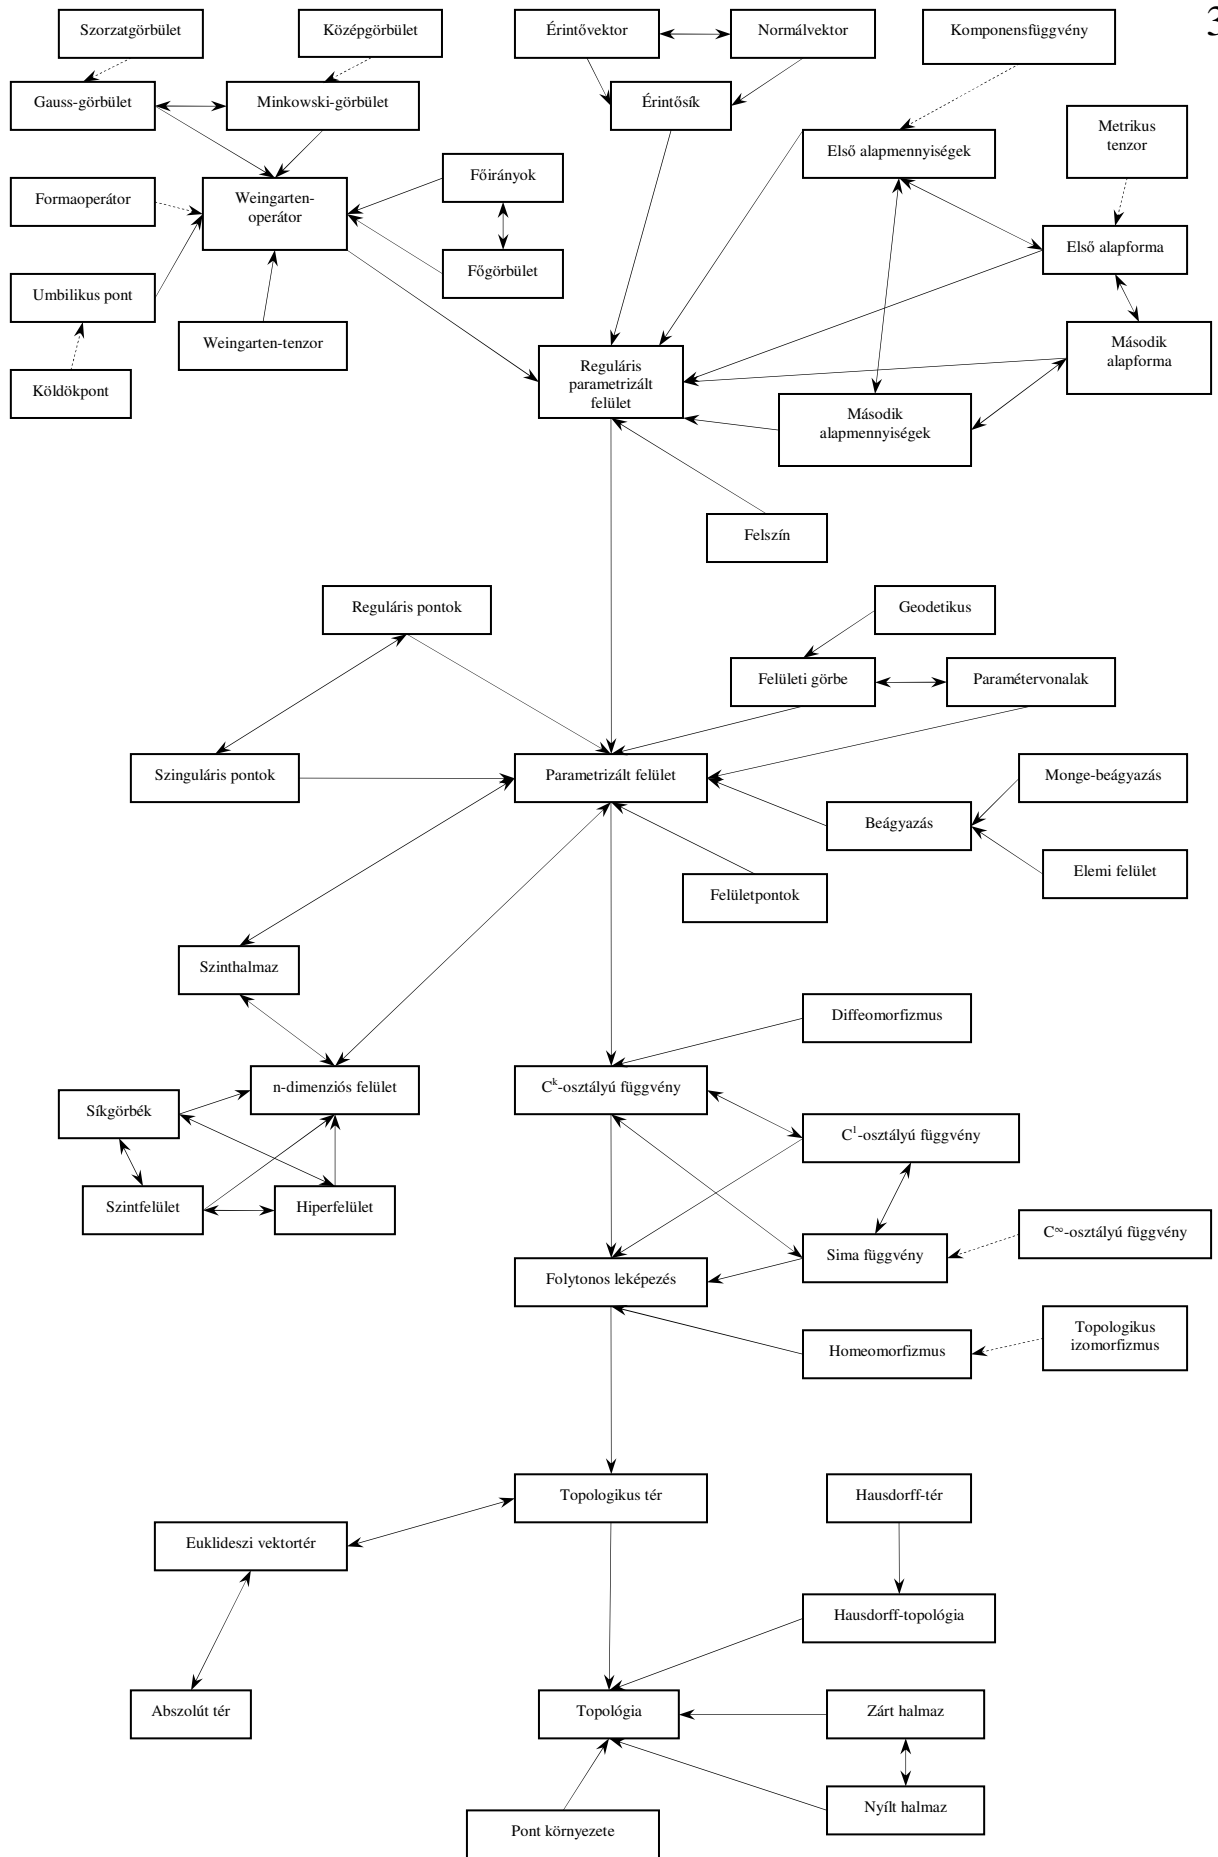 3
Szorzatgörbület
Középgörbület
Érintővektor
Normálvektor
Komponensfüggvény
Gauss-görbület
Minkowski-görbület
Érintősík
Első alapmennyiségek
Metrikus
tenzor
Formaoperátor
Weingarten-
operátor
Főirányok
Első alapforma
Umbilikus pont
Főgörbület
Weingarten-tenzor
Köldökpont
Reguláris
parametrizált
felület
Második
alapforma
Második
alapmennyiségek
Felszín
Reguláris pontok
Geodetikus
Felületi görbe
Paramétervonalak
Szinguláris pontok
Parametrizált felület
Monge-beágyazás
Beágyazás
Elemi felület
Felületpontok
Szinthalmaz
Diffeomorfizmus
n-dimenziós felület
Cᵏ-osztályú függvény
Síkgörbék
C¹-osztályú függvény
Szintfelület
Hiperfelület
C∞-osztályú függvény
Sima függvény
Folytonos leképezés
Homeomorfizmus
Topologikus
izomorfizmus
Topologikus tér
Hausdorff-tér
Euklideszi vektortér
Hausdorff-topológia
Abszolút tér
Topológia
Zárt halmaz
Nyílt halmaz
Pont környezete